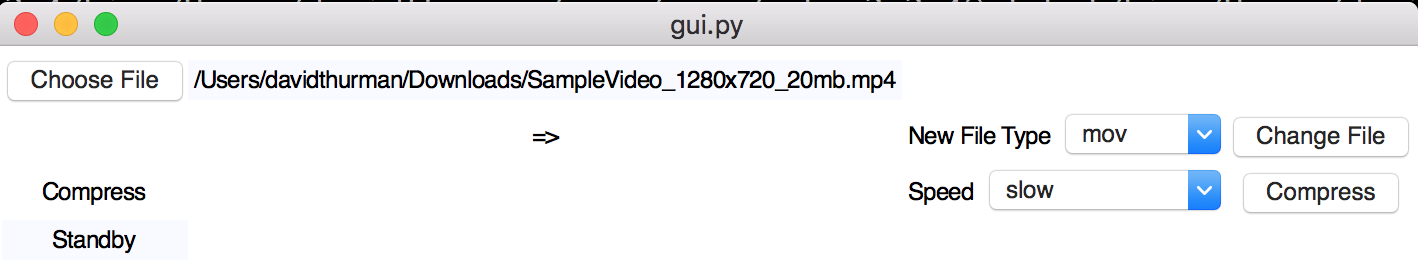 gui.py
Choose File /Users/davidthurman/Downloads/SampleVideo_1280x720_20mb.mp4
=> New File Type mov Change File
Compress Speed slow Compress
Standby